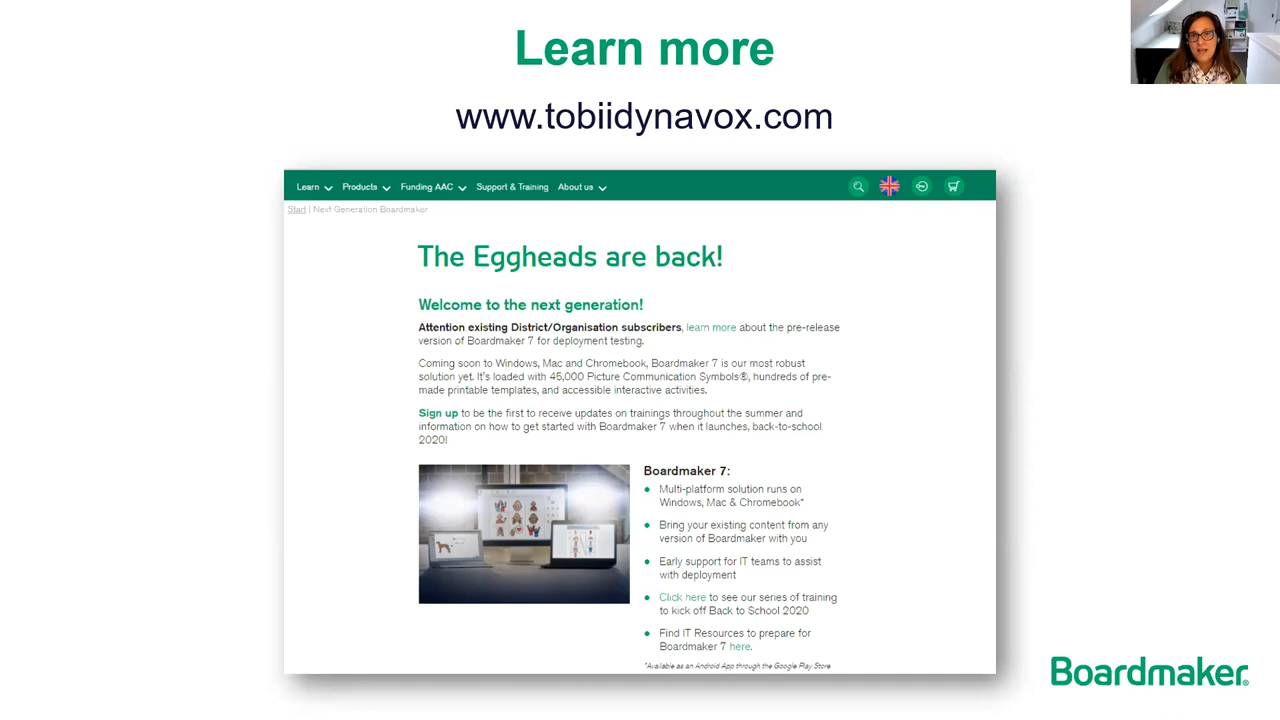 Learn more
www.tobiidynavox.com
Learn Products Funding AAC Support & Training About us
Start | Next Generation Boardmaker
The Eggheads are back!
Welcome to the next generation!
Attention existing District/Organisation subscribers, learn more about the pre-release
version of Boardmaker 7 for deployment testing.
Coming soon to Windows, Mac and Chromebook, Boardmaker 7 is our most robust
solution yet. It's loaded with 45,000 Picture Communication Symbols®, hundreds of pre-
made printable templates, and accessible interactive activities.
Sign up to be the first to receive updates on trainings throughout the summer and
information on how to get started with Boardmaker 7 when it launches, back-to-school
2020!
Boardmaker 7:
Multi-platform solution runs on
Windows, Mac & Chromebook*
Bring your existing content from any
version of Boardmaker with you
Early support for IT teams to assist
with deployment
Click here to see our series of training
to kick off Back to School 2020
Find IT Resources to prepare for
Boardmaker 7 here.
*Available as an Android App through the Google Play Store
Boardmaker®